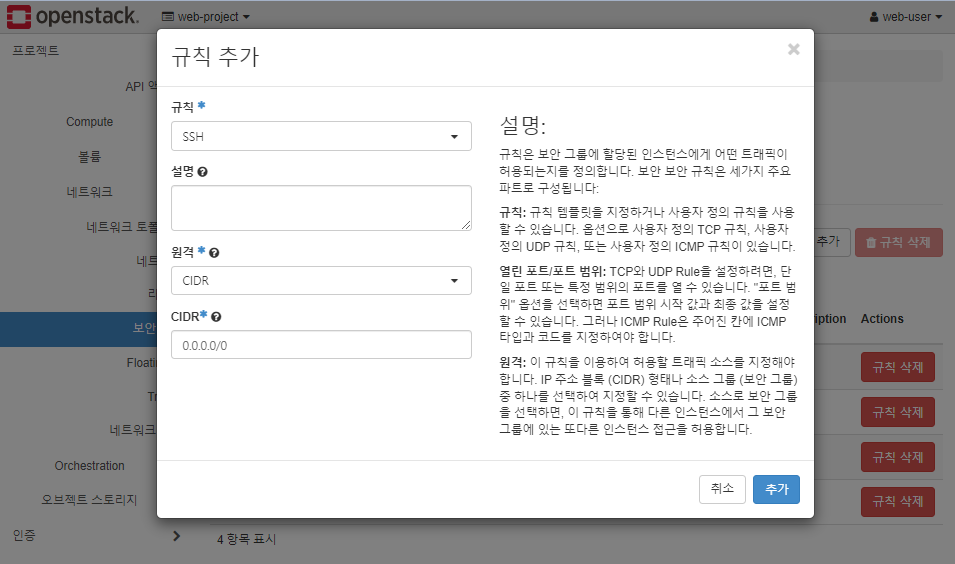 openstack.
web-project
web-user
프로젝트
API 액
Compute
볼륨
네트워크
네트워크 토폴
네트
라
보안
Floatin
Tr
네트워크
Orchestration
오브젝트 스토리지
인증
규칙 추가
×
규칙 *
SSH
설명
원격 *
CIDR
CIDR*
0.0.0.0/0
설명:
규칙은 보안 그룹에 할당된 인스턴스에게 어떤 트래픽이
허용되는지를 정의합니다. 보안 보안 규칙은 세가지 주요
파트로 구성됩니다:
규칙: 규칙 템플릿을 지정하거나 사용자 정의 규칙을 사용
할 수 있습니다. 옵션으로 사용자 정의 TCP 규칙, 사용자
정의 UDP 규칙, 또는 사용자 정의 ICMP 규칙이 있습니다.
열린 포트/포트 범위: TCP와 UDP Rule을 설정하려면, 단
일 포트 또는 특정 범위의 포트를 열 수 있습니다. "포트 범
위" 옵션을 선택하면 포트 범위 시작 값과 최종 값을 설정
할 수 있습니다. 그러나 ICMP Rule은 주어진 칸에 ICMP
타입과 코드를 지정하여야 합니다.
원격: 이 규칙을 이용하여 허용할 트래픽 소스를 지정해야
합니다. IP 주소 블록 (CIDR) 형태나 소스 그룹 (보안 그룹)
중 하나를 선택하여 지정할 수 있습니다. 소스로 보안 그룹
을 선택하면, 이 규칙을 통해 다른 인스턴스에서 그 보안
그룹에 있는 또다른 인스턴스 접근을 허용합니다.
취소
추가
추가
규칙 삭제
iption
Actions
규칙 삭제
규칙 삭제
규칙 삭제
규칙 삭제
4 항목 표시